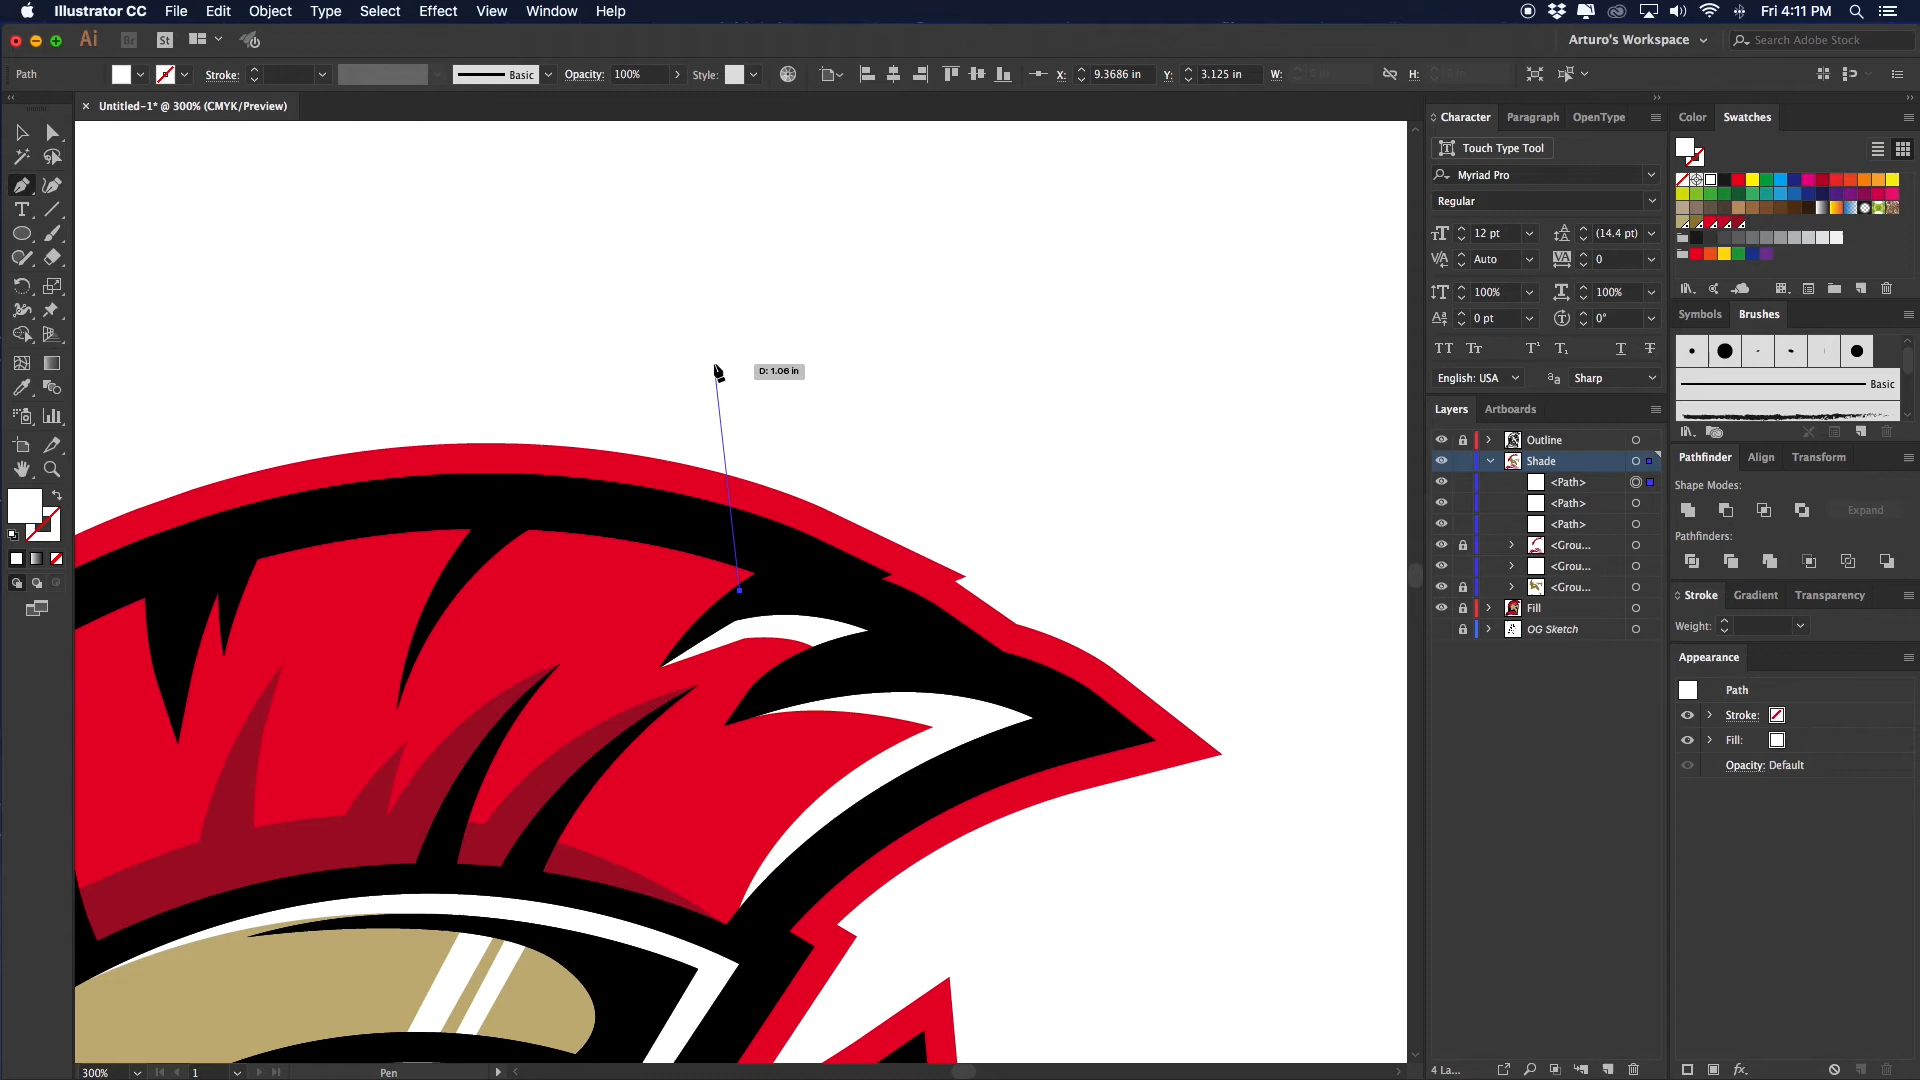 Illustrator CC File Edit Object Type Select Effect View Window Help Fri 4:11 PM
Ai Br St Arturo's Workspace Search Adobe Stock
Path Stroke: Basic Opacity: 100% Style: X: 9.3686 in Y: 3.125 in W: H:
Untitled-1* @ 300% (CMYK/Preview)
Character Paragraph OpenType
Color Swatches
Touch Type Tool
Myriad Pro
Regular
12 pt (14.4 pt)
Auto 0
100% 100%
0 pt 0°
English: USA Sharp
Symbols Brushes
Basic
D: 1.06 in
Layers Artboards
Outline
Shade
<Path>
<Path>
<Path>
<Grou...
<Grou...
<Grou...
Fill
OG Sketch
Pathfinder Align Transform
Shape Modes:
Expand
Pathfinders:
Stroke Gradient Transparency
Weight:
Appearance
Path
Stroke:
Fill:
Opacity: Default
300% 1 Pen
4 La...